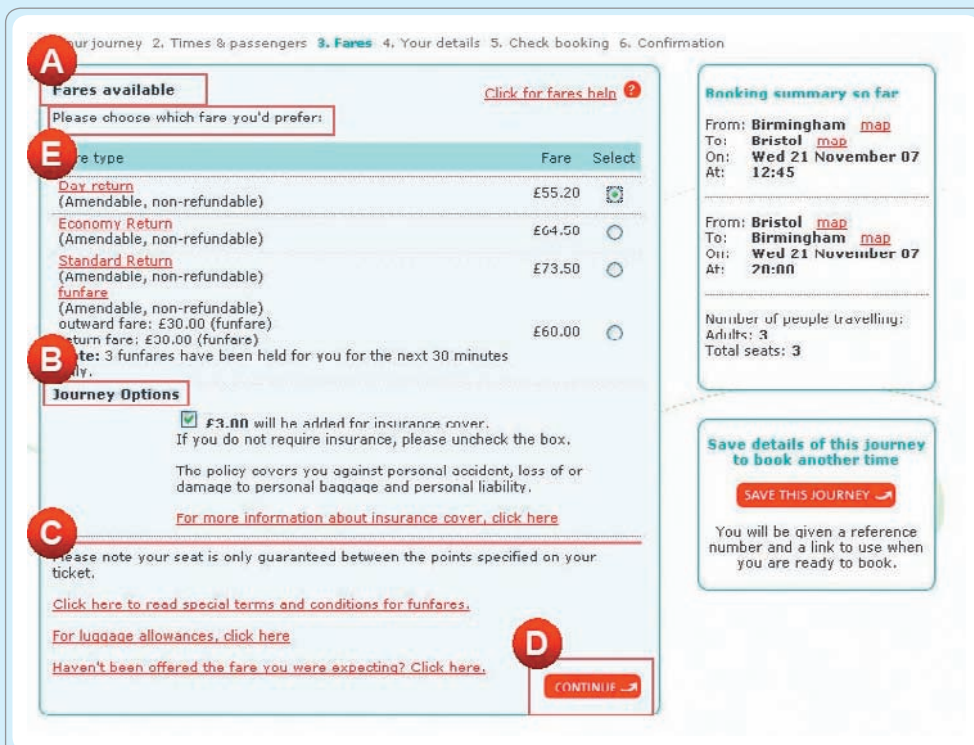 A
our journey 2. Times & passengers 3. Fares 4. Your details 5. Check booking 6. Confirmation
Fares available
Click for fares help ?
Please choose which fare you'd prefer:
E
re type Fare Select
Day return
(Amendable, non-refundable)
£55.20
Economy Return
(Amendable, non-refundable)
£64.50
Standard Return
(Amendable, non-refundable)
£73.50
funfare
(Amendable, non-refundable)
outward fare: £30.00 (funfare)
eturn fare: £30.00 (funfare)
£60.00
B
ote: 3 funfares have been held for you for the next 30 minutes
nly.
Journey Options
£3.00 will be added for insurance cover.
If you do not require insurance, please uncheck the box.
The policy covers you against personal accident, loss of or
damage to personal baggage and personal liability.
For more information about insurance cover, click here
C
Please note your seat is only guaranteed between the points specified on your
ticket.
Click here to read special terms and conditions for funfares.
For luggage allowances, click here
D
Haven't been offered the fare you were expecting? Click here.
CONTINUE
Booking summary so far
From: Birmingham map
To: Bristol map
On: Wed 21 November 07
At: 12:45
From: Bristol map
To: Birmingham map
On: Wed 21 November 07
At: 20:00
Number of people travelling:
Adults: 3
Total seats: 3
Save details of this journey
to book another time
SAVE THIS JOURNEY
You will be given a reference
number and a link to use when
you are ready to book.